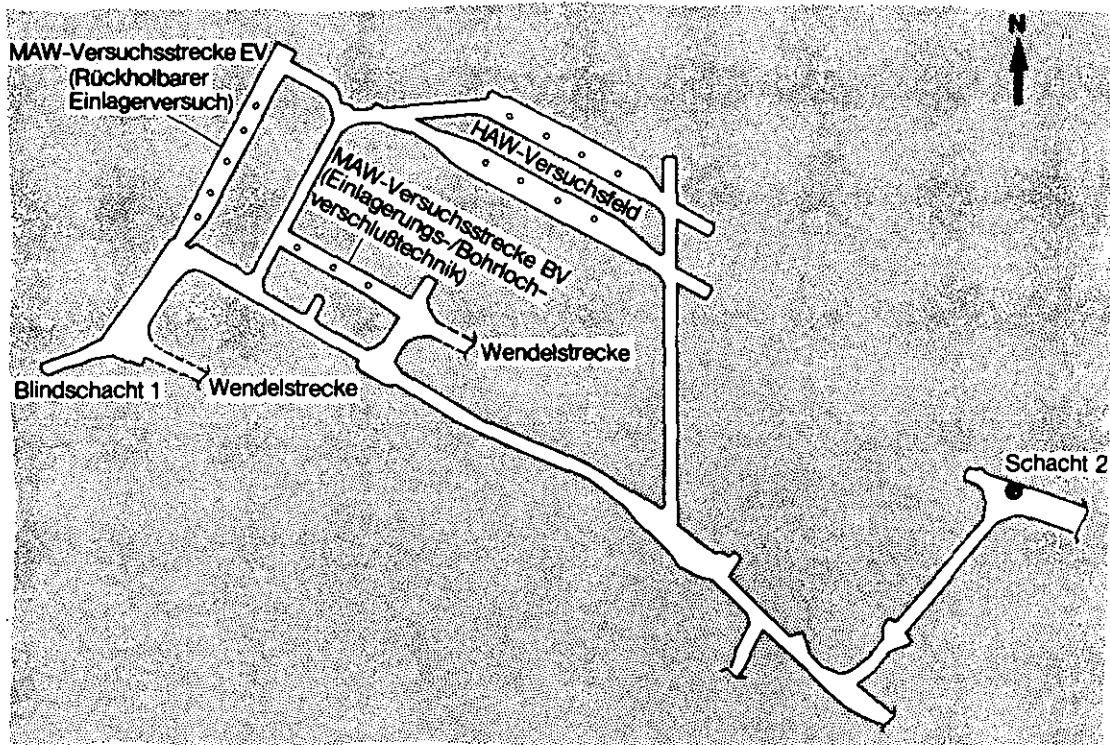 N
MAW-Versuchsstrecke EV
(Rückholbarer
Einlagerversuch)
HAW-Versuchsfeld
MAW-Versuchsstrecke BV
(Einlagerungs-/Bohrloch-
verschlußtechnik)
Wendelstrecke
Blindschacht 1
Wendelstrecke
Schacht 2